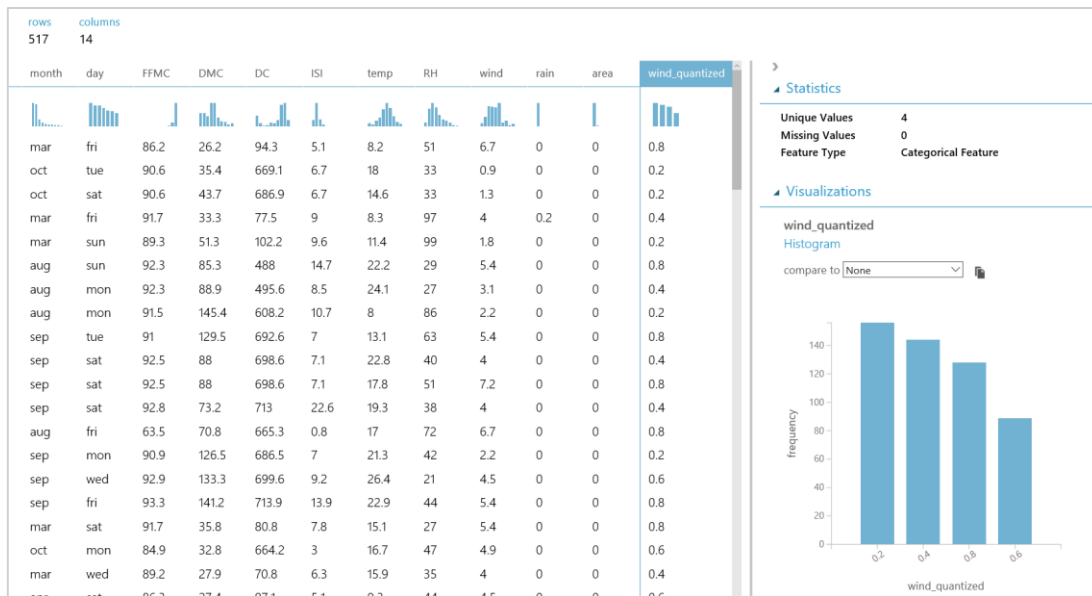 rows columns
517 14
month day FFMC DMC DC ISI temp RH wind rain area wind_quantized
mar fri 86.2 26.2 94.3 5.1 8.2 51 6.7 0 0 0.8
oct tue 90.6 35.4 669.1 6.7 18 33 0.9 0 0 0.2
oct sat 90.6 43.7 686.9 6.7 14.6 33 1.3 0 0 0.2
mar fri 91.7 33.3 77.5 9 8.3 97 4 0.2 0 0.4
mar sun 89.3 51.3 102.2 9.6 11.4 99 1.8 0 0 0.2
aug sun 92.3 85.3 488 14.7 22.2 29 5.4 0 0 0.8
aug mon 92.3 88.9 495.6 8.5 24.1 27 3.1 0 0 0.4
aug mon 91.5 145.4 608.2 10.7 8 86 2.2 0 0 0.2
sep tue 91 129.5 692.6 7 13.1 63 5.4 0 0 0.8
sep sat 92.5 88 698.6 7.1 22.8 40 4 0 0 0.4
sep sat 92.5 88 698.6 7.1 17.8 51 7.2 0 0 0.8
sep sat 92.8 73.2 713 22.6 19.3 38 4 0 0 0.4
aug fri 63.5 70.8 665.3 0.8 17 72 6.7 0 0 0.8
sep mon 90.9 126.5 686.5 7 21.3 42 2.2 0 0 0.2
sep wed 92.9 133.3 699.6 9.2 26.4 21 4.5 0 0 0.6
sep fri 93.3 141.2 713.9 13.9 22.9 44 5.4 0 0 0.8
mar sat 91.7 35.8 80.8 7.8 15.1 27 5.4 0 0 0.8
oct mon 84.9 32.8 664.2 3 16.7 47 4.9 0 0 0.6
mar wed 89.2 27.9 70.8 6.3 15.9 35 4 0 0 0.4
Statistics
Unique Values 4
Missing Values 0
Feature Type Categorical Feature
Visualizations
wind_quantized
Histogram
compare to None
frequency
140
120
100
80
60
40
20
0
0.2 0.4 0.8 0.6
wind_quantized